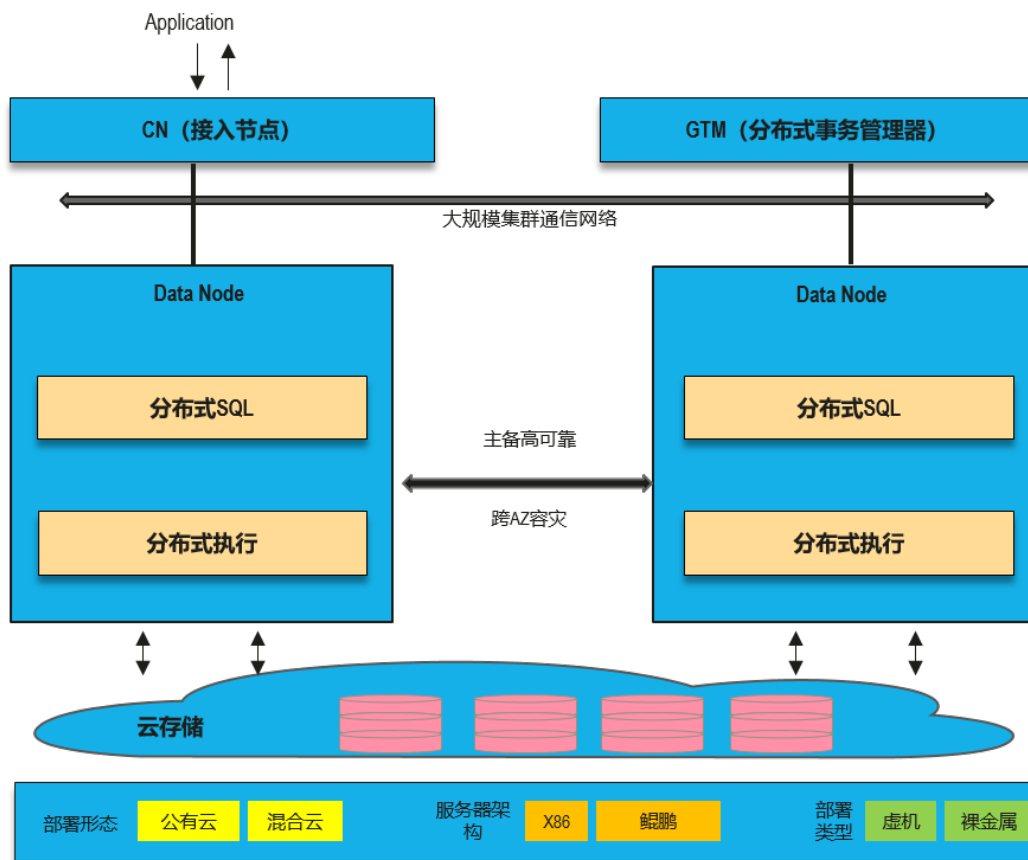 Application
CN（接入节点）
GTM（分布式事务管理器）
大规模集群通信网络
Data Node
Data Node
分布式SQL
分布式SQL
主备高可靠
跨AZ容灾
分布式执行
分布式执行
云存储
部署形态
公有云
混合云
服务器架
构
X86
鲲鹏
部署
类型
虚机
裸金属